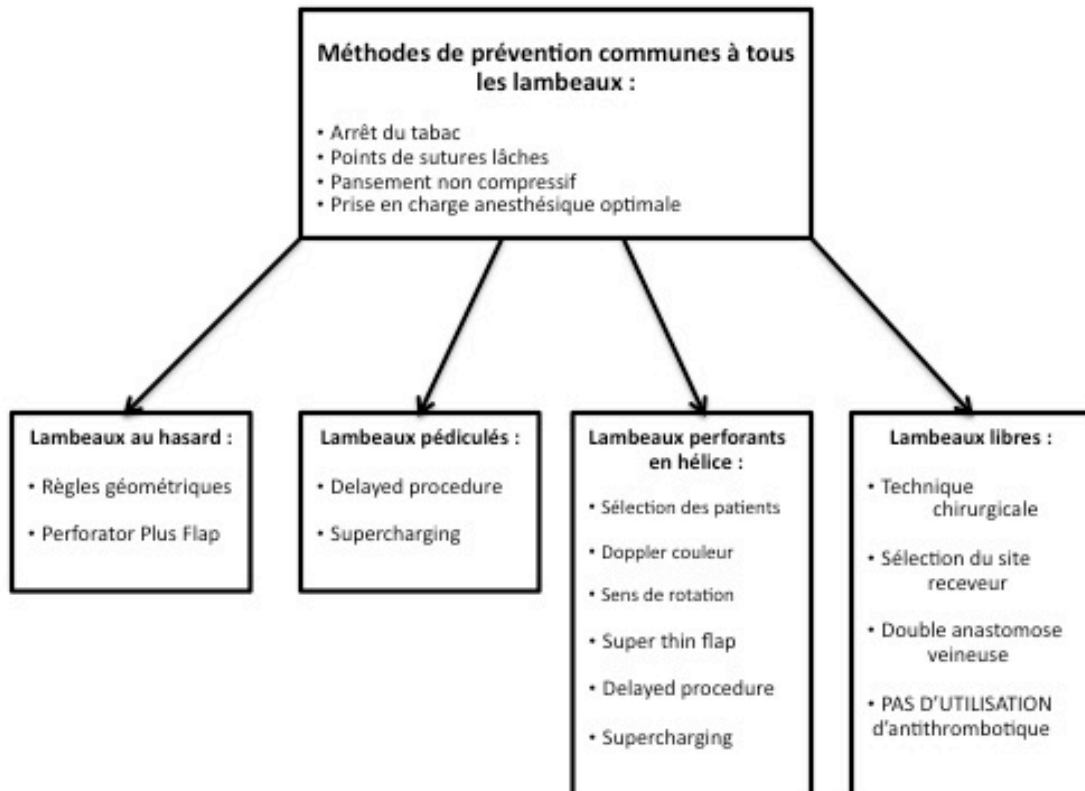 Méthodes de prévention communes à tous
les lambeaux :
• Arrêt du tabac
• Points de sutures lâches
• Pansement non compressif
• Prise en charge anesthésique optimale
Lambeaux au hasard :
• Règles géométriques
• Perforator Plus Flap
Lambeaux pédiculés :
• Delayed procedure
• Supercharging
Lambeaux perforants
en hélice :
• Sélection des patients
• Doppler couleur
• Sens de rotation
• Super thin flap
• Delayed procedure
• Supercharging
Lambeaux libres :
• Technique
chirurgicale
• Sélection du site
receveur
• Double anastomose
veineuse
• PAS D'UTILISATION
d'antithrombotique